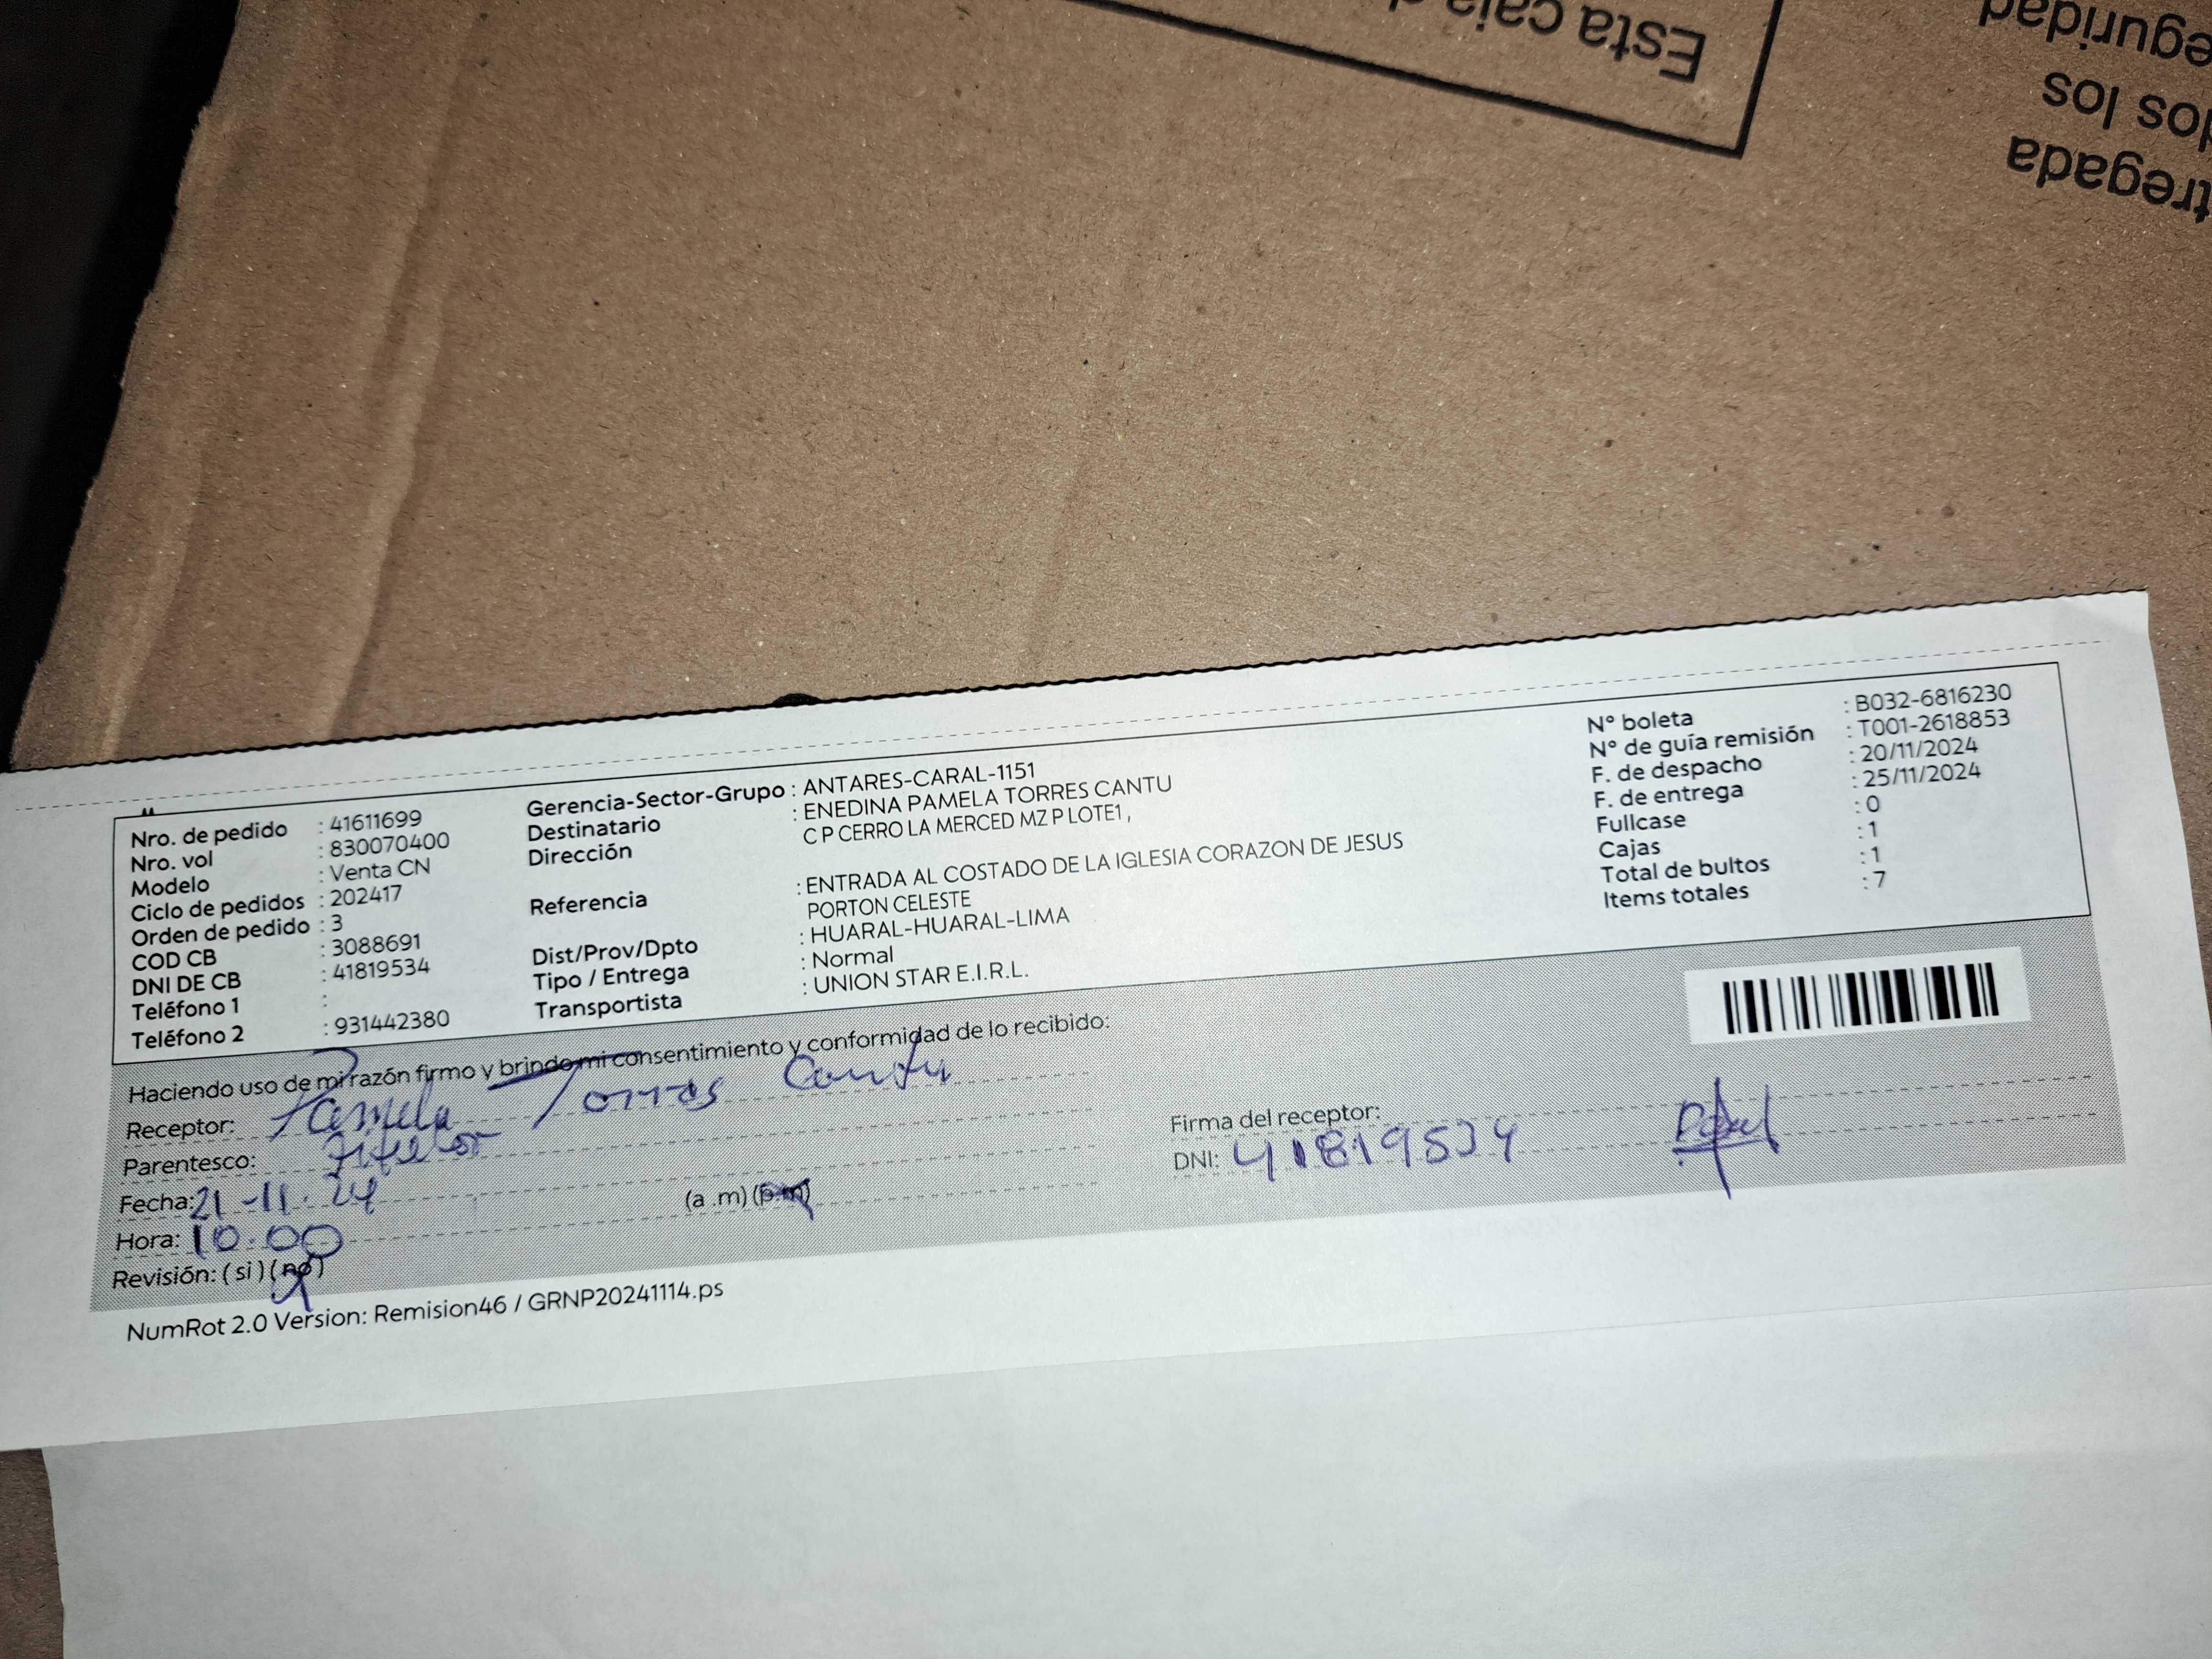 Esta caja d
eguridad
dos los
tregada
Nro. de pedido : 41611699
Nro. vol : 830070400
Modelo : Venta CN
Ciclo de pedidos : 202417
Orden de pedido : 3
COD CB : 3088691
DNI DE CB : 41819534
Teléfono 1 :
Teléfono 2 : 931442380
Gerencia-Sector-Grupo : ANTARES-CARAL-1151
Destinatario : ENEDINA PAMELA TORRES CANTU
Dirección C P CERRO LA MERCED MZ P LOTE1 ,
Referencia : ENTRADA AL COSTADO DE LA IGLESIA CORAZON DE JESUS
PORTON CELESTE
Dist/Prov/Dpto : HUARAL-HUARAL-LIMA
Tipo / Entrega : Normal
Transportista : UNION STAR E.I.R.L.
N° boleta : B032-6816230
N° de guía remisión : T001-2618853
F. de despacho : 20/11/2024
F. de entrega : 25/11/2024
Fullcase : 0
Cajas : 1
Total de bultos : 1
Items totales : 7
Haciendo uso de mi razón firmo y brindo mi consentimiento y conformidad de lo recibido:
Receptor: Pamela Torres Cantu
Parentesco:
Fecha: 21-11-24
Hora: 10:00 (a .m) (p.m)
Revisión: ( si ) ( no )
Firma del receptor:
DNI: 41819534
NumRot 2.0 Version: Remision46 / GRNP20241114.ps